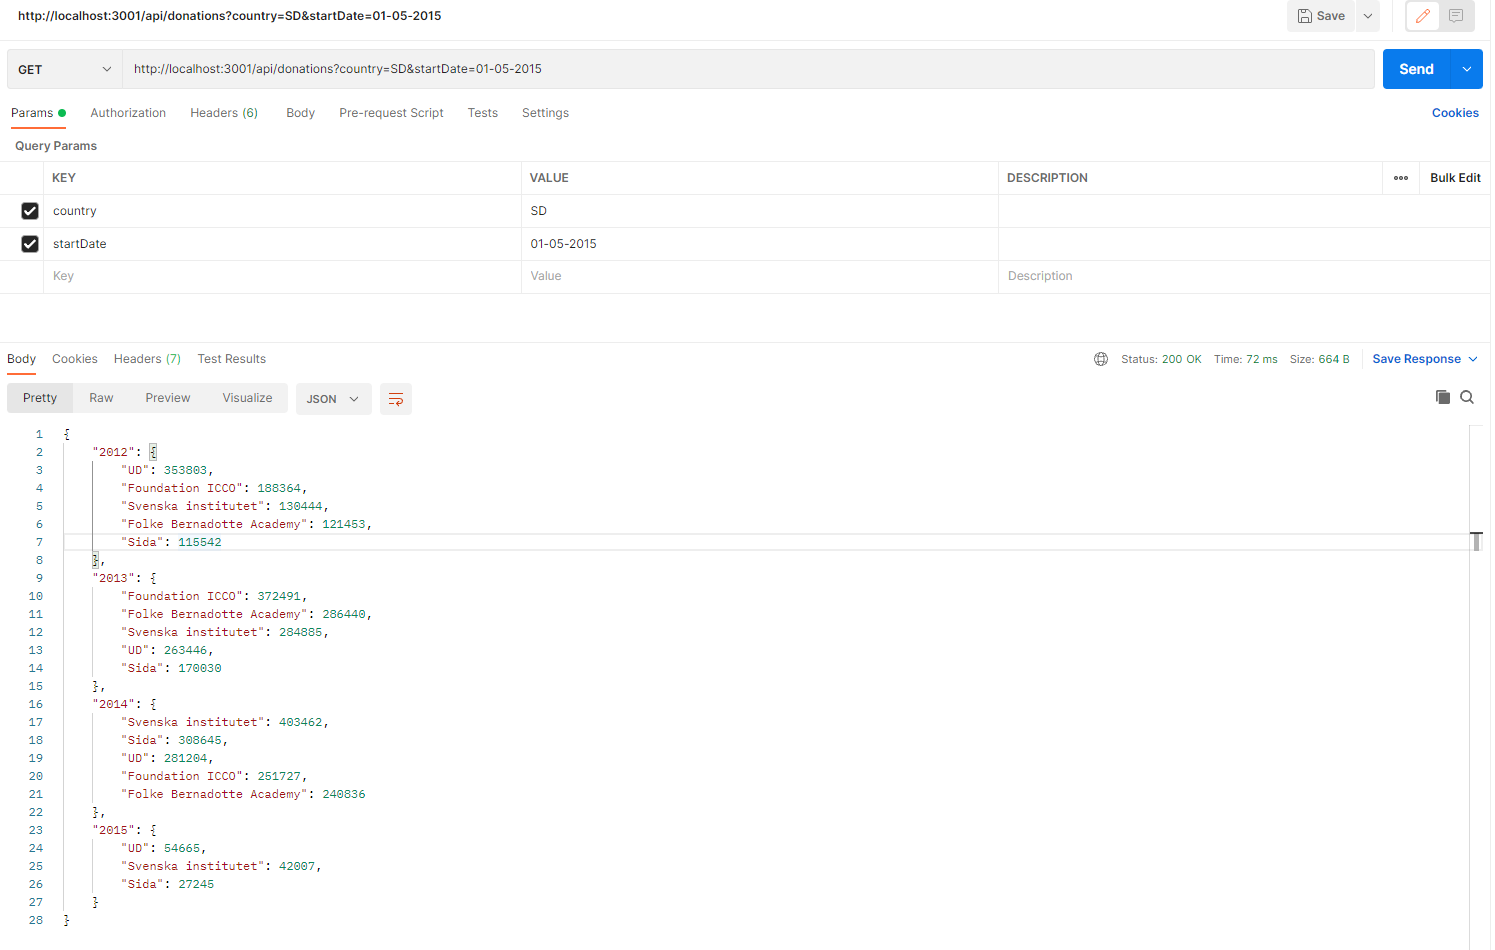 http://localhost:3001/api/donations?country=SD&startDate=01-05-2015
Save
GET http://localhost:3001/api/donations?country=SD&startDate=01-05-2015 Send
Params Authorization Headers (6) Body Pre-request Script Tests Settings Cookies
Query Params
KEY VALUE DESCRIPTION Bulk Edit
country SD
startDate 01-05-2015
Key Value Description
Body Cookies Headers (7) Test Results Status: 200 OK Time: 72 ms Size: 664 B Save Response
Pretty Raw Preview Visualize JSON
1 {
2 "2012": {
3 "UD": 353803,
4 "Foundation ICCO": 188364,
5 "Svenska institutet": 130444,
6 "Folke Bernadotte Academy": 121453,
7 "Sida": 115542
8 },
9 "2013": {
10 "Foundation ICCO": 372491,
11 "Folke Bernadotte Academy": 286440,
12 "Svenska institutet": 284885,
13 "UD": 263446,
14 "Sida": 170030
15 },
16 "2014": {
17 "Svenska institutet": 403462,
18 "Sida": 308645,
19 "UD": 281204,
20 "Foundation ICCO": 251727,
21 "Folke Bernadotte Academy": 240836
22 },
23 "2015": {
24 "UD": 54665,
25 "Svenska institutet": 42007,
26 "Sida": 27245
27 }
28 }